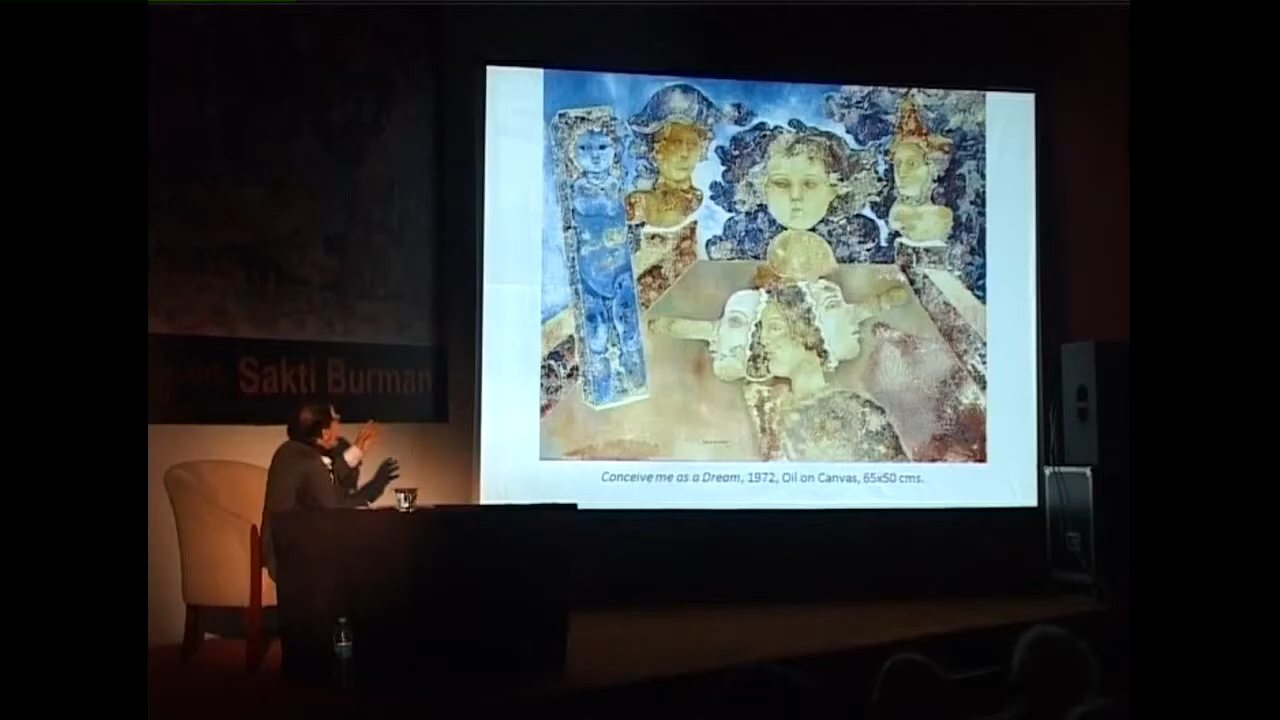 Sakti Burman
Conceive me as a Dream, 1972, Oil on Canvas, 65x50 cms.